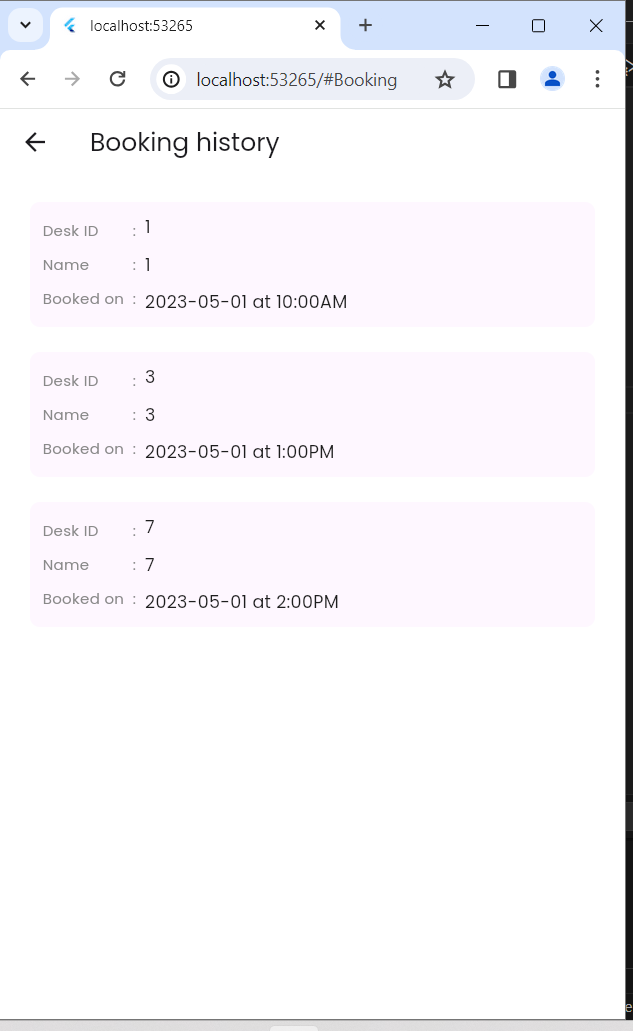 localhost:53265
localhost:53265/#Booking
Booking history
Desk ID : 1
Name : 1
Booked on : 2023-05-01 at 10:00AM
Desk ID : 3
Name : 3
Booked on : 2023-05-01 at 1:00PM
Desk ID : 7
Name : 7
Booked on : 2023-05-01 at 2:00PM
e